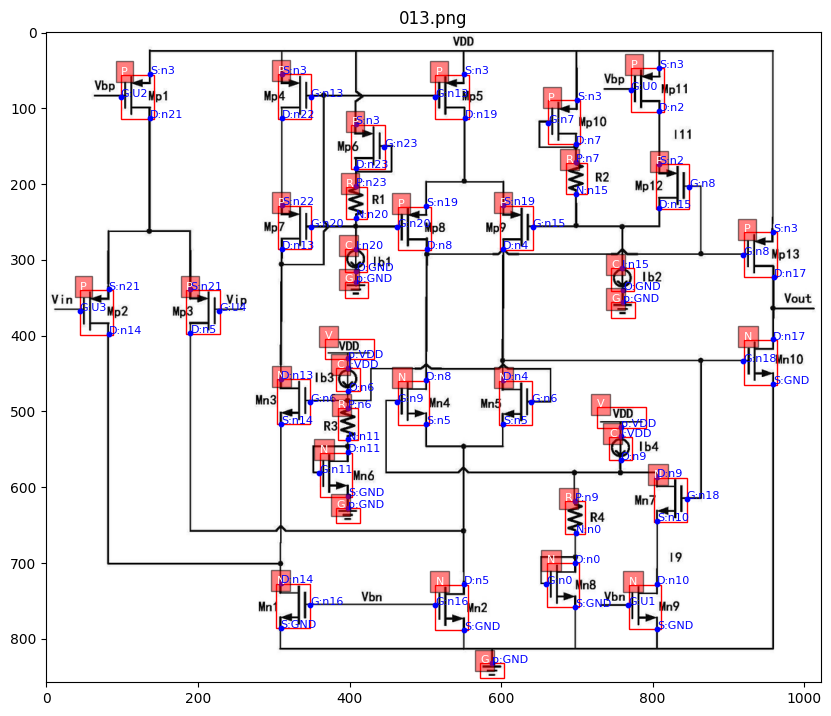 013.png
VDD
0
P S:n3 P S:n3 P S:n3 P S:n3
Vbp G:U2 Mp1 Mp4 G:n13 G:n13 Mp5 Vbp G:U0 Mp11
P S:n3
100
D:n21 D:n22 D:n19 D:n2
P S:n3 G:n7 Mp10 I11
Mp6 G:n23 D:n7
D:n23 R P:n7 P S:n2
R P:n23 R2 Mp12 G:n8
200
R1 N:n15 D:n15
P S:n22 N:n20 P S:n19 P S:n19
Mp7 G:n20 G:n20 Mp8 Mp9 G:n15 P S:n3
D:n13 C I:n20 D:n8 D:n4 G:n8 Mp13
Ib1 C I:n15 D:n17
300
O:GND Ib2
G p:GND O:GND
P S:n21 P S:n21 G p:GND
Vin G:U3 Mp2 Mp3 Vip G:U4 Vout
D:n14 D:n5 D:n17
400
V VDD p:VDD N G:n18 Mn10
C I:VDD S:GND
N D:n13 Ib3 O:n6 N D:n8 N D:n4
Mn3 G:n6 R P:n6 G:n9 Mn4 Mn5 G:n6 V VDD
500
S:n14 R3 S:n5 S:n5 p:VDD
N:n11 C I:VDD
N D:n11 Ib4
G:n11 Mn6 O:n9 N D:n9
600
S:GND R P:n9 Mn7 G:n18
G p:GND R4 S:n10
N:n0
N D:n0 I9
700
N D:n14 N D:n5 G:n0 Mn8 N D:n10
Mn1 G:n16 Vbn G:n16 Mn2 S:GND Vbn G:U1 Mn9
S:GND S:GND S:GND
800
G p:GND
0 200 400 600 800 1000